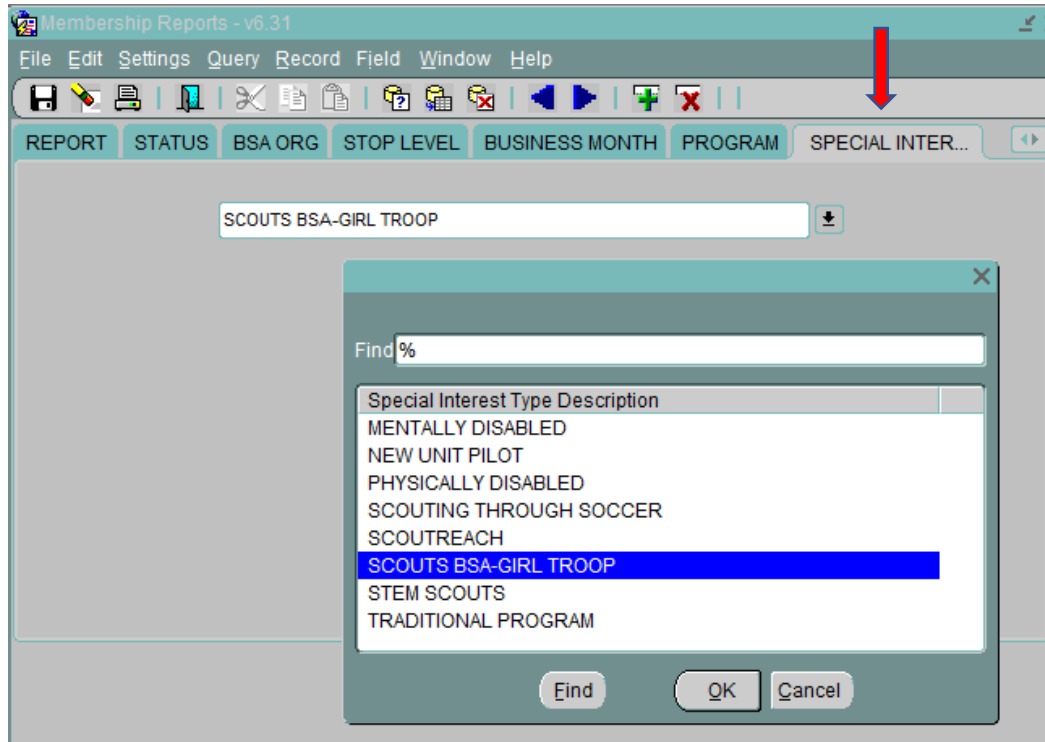 Membership Reports - v6.31
File Edit Settings Query Record Field Window Help
REPORT STATUS BSA ORG STOP LEVEL BUSINESS MONTH PROGRAM SPECIAL INTER...
SCOUTS BSA-GIRL TROOP
Find %
Special Interest Type Description
MENTALLY DISABLED
NEW UNIT PILOT
PHYSICALLY DISABLED
SCOUTING THROUGH SOCCER
SCOUTREACH
SCOUTS BSA-GIRL TROOP
STEM SCOUTS
TRADITIONAL PROGRAM
Find OK Cancel